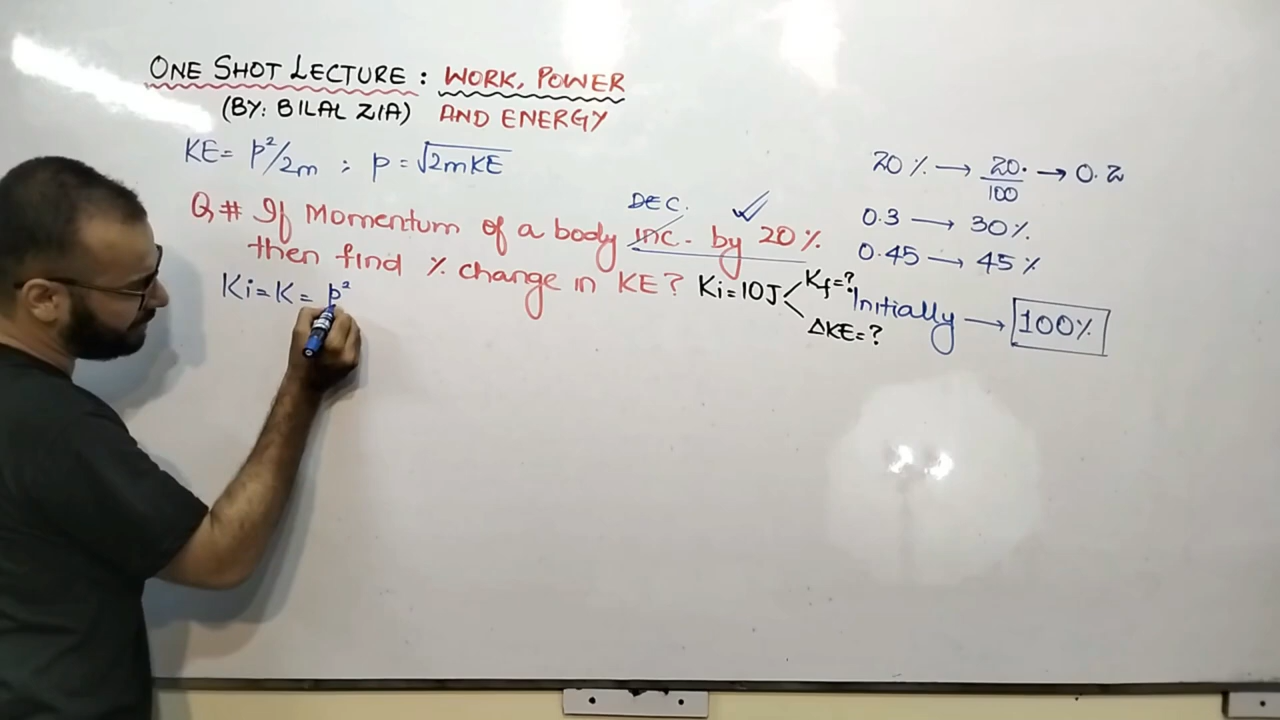 ONE SHOT LECTURE : WORK, POWER
(BY: BILAL ZIA) AND ENERGY
KE = P²/2m ; P = √2mKE
DEC.
Q# If Momentum of a body inc. by 20 %.
then find % change in KE?
Ki = K = p²
Ki = 10J
Kf = ?
ΔKE = ?
20 % → 20/100 → 0.2
0.3 → 30 %
0.45 → 45 %
Initially → 100%